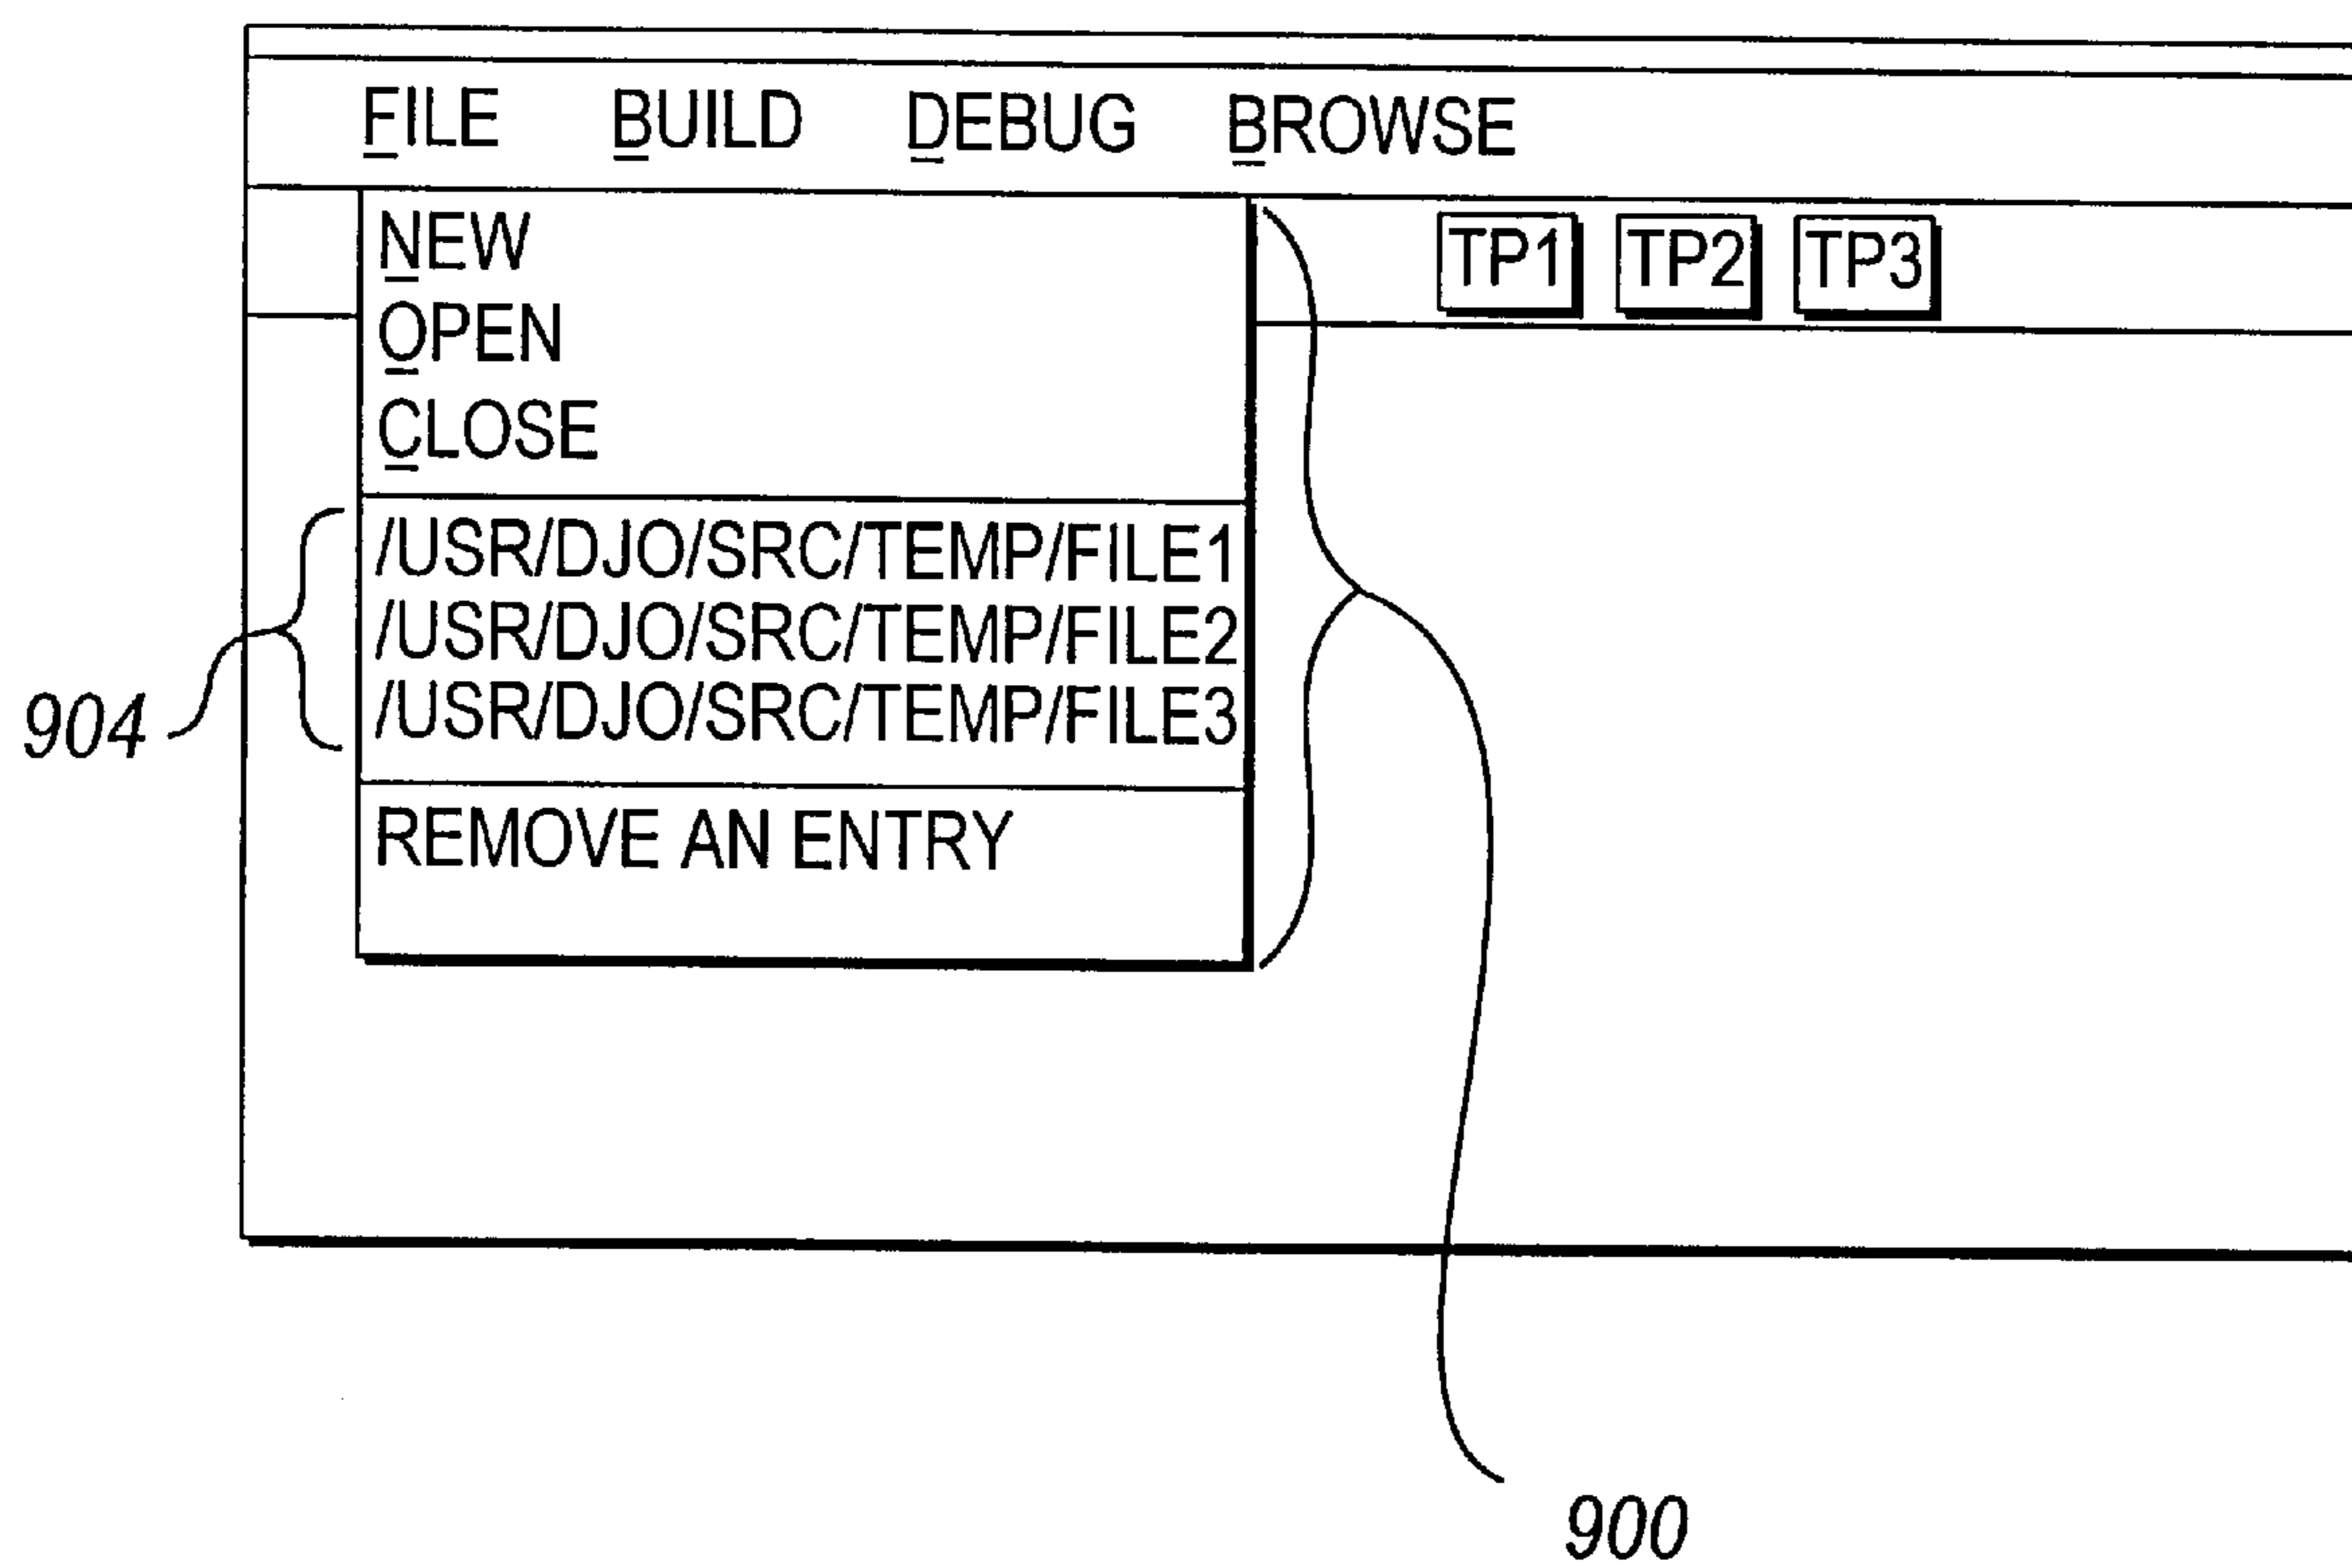 FILE BUILD DEBUG BROWSE
NEW
TP1 TP2 TP3
OPEN
CLOSE
/USR/DJO/SRC/TEMP/FILE1
/USR/DJO/SRC/TEMP/FILE2
/USR/DJO/SRC/TEMP/FILE3
904
REMOVE AN ENTRY
900